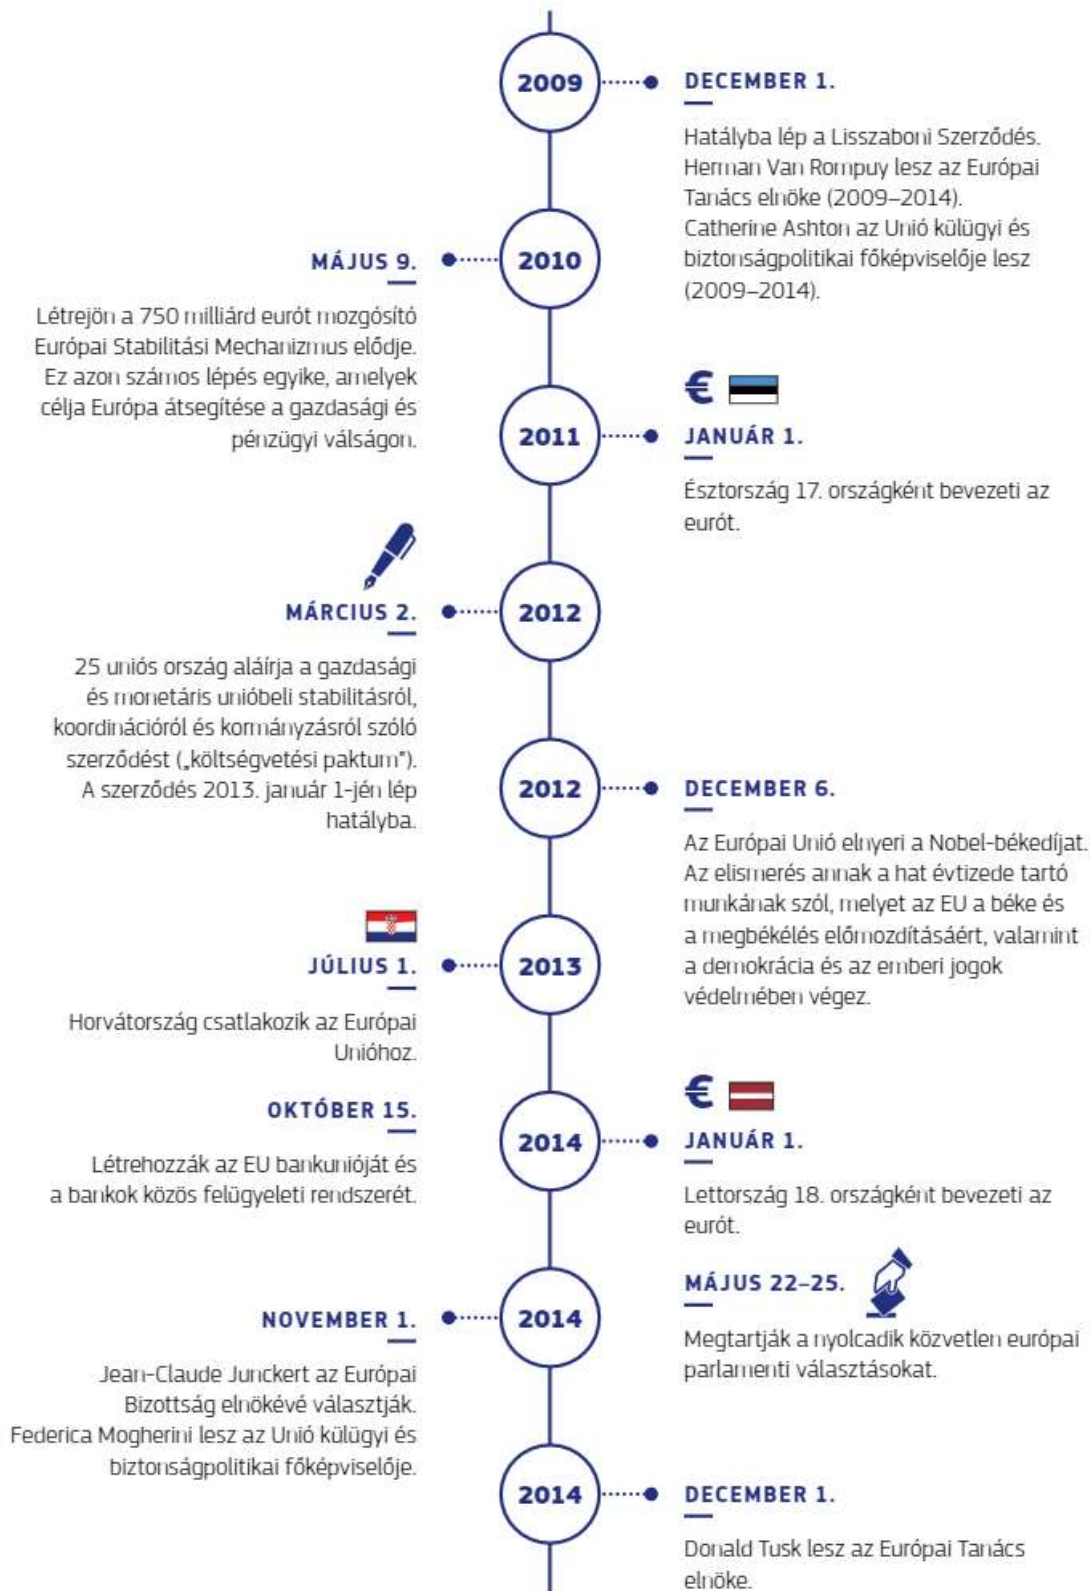 2009
DECEMBER 1.
Hatályba lép a Lisszaboni Szerződés.
Herman Van Rompuy lesz az Európai
Tanács elnöke (2009–2014).
Catherine Ashton az Unió külügyi és
biztonságpolitikai főképviselője lesz
(2009–2014).
2010
MÁJUS 9.
Létrejön a 750 milliárd eurót mozgósító
Európai Stabilitási Mechanizmus elődje.
Ez azon számos lépés egyike, amelyek
célja Európa átsegítése a gazdasági és
pénzügyi válságon.
€
2011
JANUÁR 1.
Észtország 17. országként bevezeti az
eurót.
2012
MÁRCIUS 2.
25 uniós ország aláírja a gazdasági
és monetáris unióbeli stabilitásról,
koordinációról és kormányzásról szóló
szerződést („költségvetési paktum”).
A szerződés 2013. január 1-jén lép
hatályba.
2012
DECEMBER 6.
Az Európai Unió elnyeri a Nobel-békedíjat.
Az elismerés annak a hat évtizede tartó
munkának szól, melyet az EU a béke és
a megbékélés előmozdításáért, valamint
a demokrácia és az emberi jogok
védelmében végez.
2013
JÚLIUS 1.
Horvátország csatlakozik az Európai
Unióhoz.
OKTÓBER 15.
Létrehozzák az EU bankunióját és
a bankok közös felügyeleti rendszerét.
€
2014
JANUÁR 1.
Lettország 18. országként bevezeti az
eurót.
MÁJUS 22–25.
Megtartják a nyolcadik közvetlen európai
parlamenti választásokat.
2014
NOVEMBER 1.
Jean-Claude Junckert az Európai
Bizottság elnökévé választják.
Federica Mogherini lesz az Unió külügyi és
biztonságpolitikai főképviselője.
2014
DECEMBER 1.
Donald Tusk lesz az Európai Tanács
elnöke.